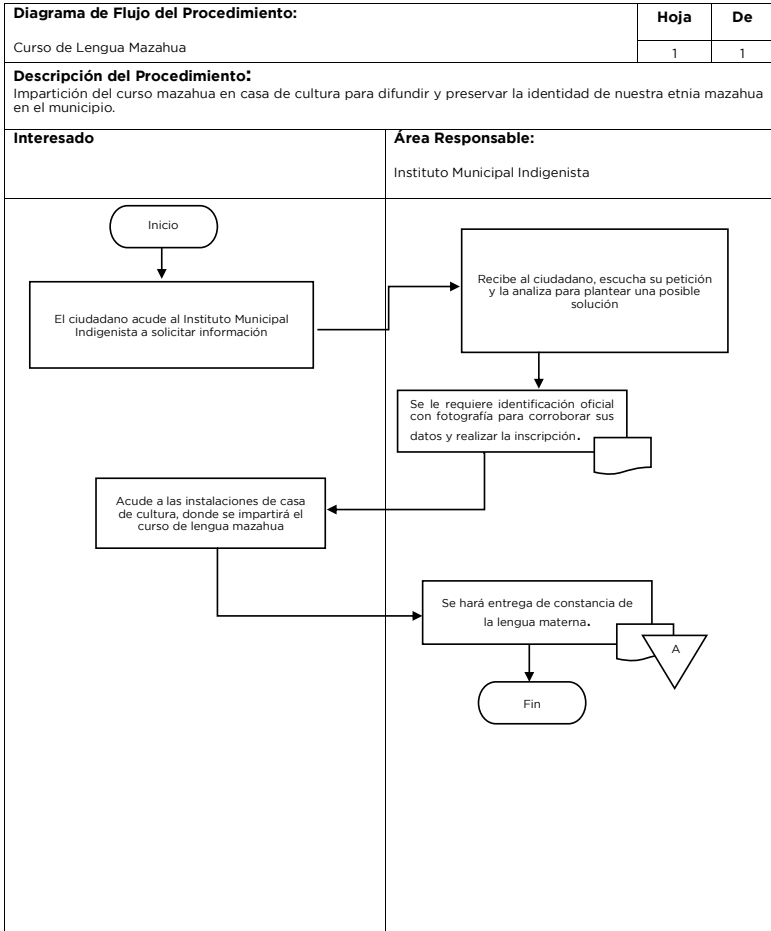 Diagrama de Flujo del Procedimiento:
Curso de Lengua Mazahua
Hoja
De
1
1
Descripción del Procedimiento:
Impartición del curso mazahua en casa de cultura para difundir y preservar la identidad de nuestra etnia mazahua
en el municipio.
Interesado
Área Responsable:
Instituto Municipal Indigenista
Inicio
El ciudadano acude al Instituto Municipal
Indigenista a solicitar información
Recibe al ciudadano, escucha su petición
y la analiza para plantear una posible
solución
Se le requiere identificación oficial
con fotografía para corroborar sus
datos y realizar la inscripción.
Acude a las instalaciones de casa
de cultura, donde se impartirá el
curso de lengua mazahua
Se hará entrega de constancia de
la lengua materna.
A
Fin